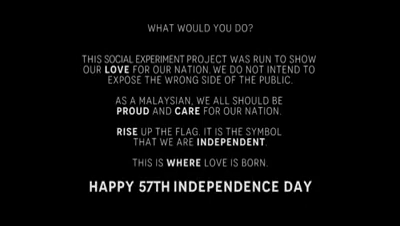 WHAT WOULD YOU DO?
THIS SOCIAL EXPERIMENT PROJECT WAS RUN TO SHOW
OUR LOVE FOR OUR NATION. WE DO NOT INTEND TO
EXPOSE THE WRONG SIDE OF THE PUBLIC.
AS A MALAYSIAN, WE ALL SHOULD BE
PROUD AND CARE FOR OUR NATION.
RISE UP THE FLAG. IT IS THE SYMBOL
THAT WE ARE INDEPENDENT.
THIS IS WHERE LOVE IS BORN.
HAPPY 57TH INDEPENDENCE DAY